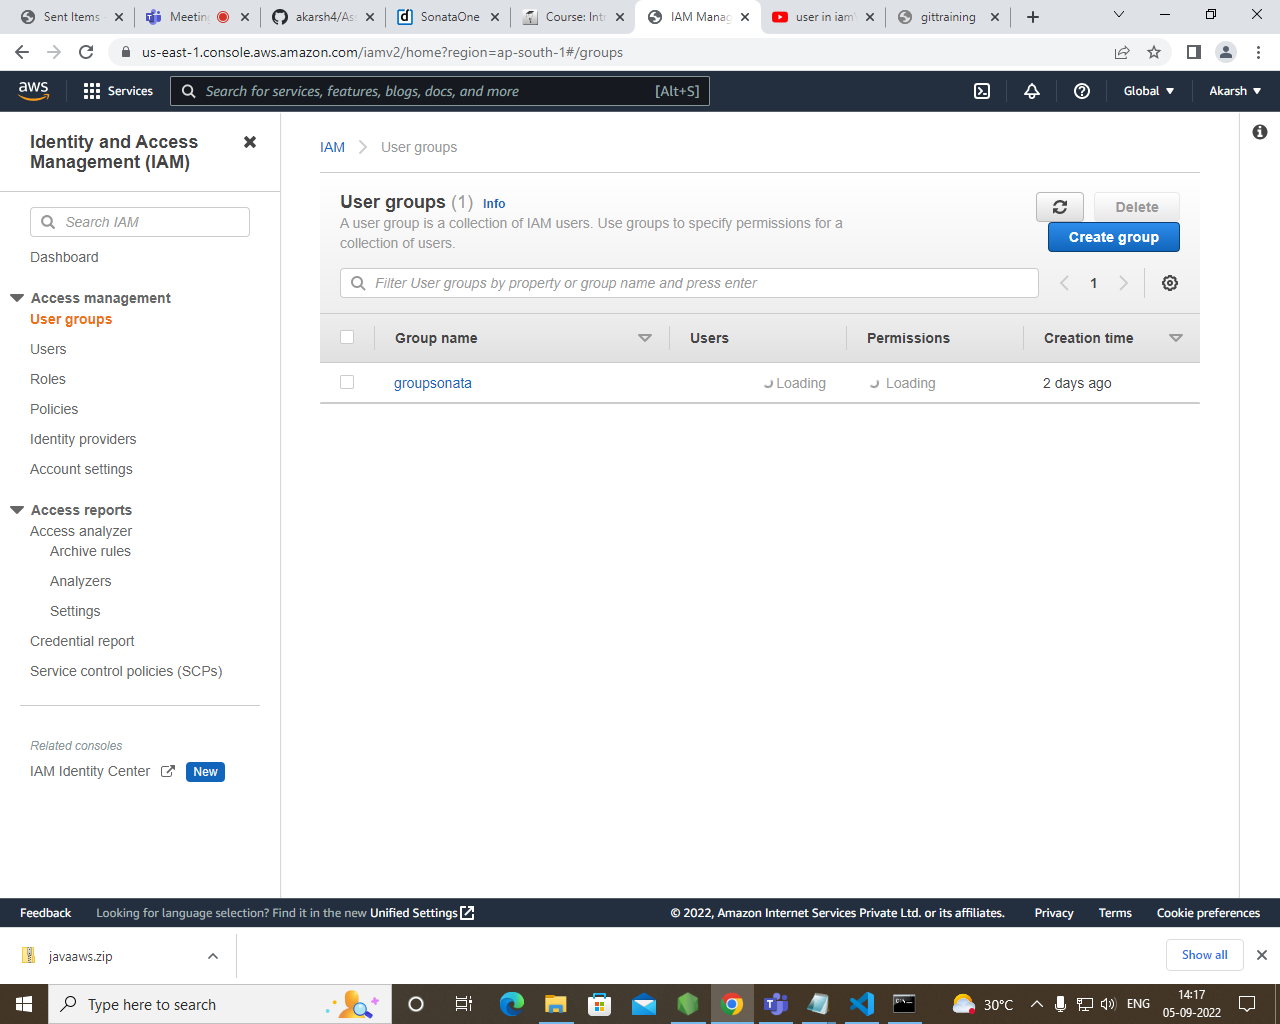 Sent Items
Meeting
akarsh4/As
SonataOne
Course: Intr
IAM Manag
user in iam
gittraining
us-east-1.console.aws.amazon.com/iamv2/home?region=ap-south-1#/groups
aws
Services
Search for services, features, blogs, docs, and more
[Alt+S]
Global
Akarsh
Identity and Access
Management (IAM)
Search IAM
Dashboard
Access management
User groups
Users
Roles
Policies
Identity providers
Account settings
Access reports
Access analyzer
Archive rules
Analyzers
Settings
Credential report
Service control policies (SCPs)
Related consoles
IAM Identity Center New
IAM User groups
User groups (1) Info
A user group is a collection of IAM users. Use groups to specify permissions for a
collection of users.
Delete
Create group
Filter User groups by property or group name and press enter
1
Group name Users Permissions Creation time
groupsonata Loading Loading 2 days ago
Feedback Looking for language selection? Find it in the new Unified Settings
© 2022, Amazon Internet Services Private Ltd. or its affiliates. Privacy Terms Cookie preferences
javaaws.zip
Show all
Type here to search
30°C
ENG
14:17
05-09-2022